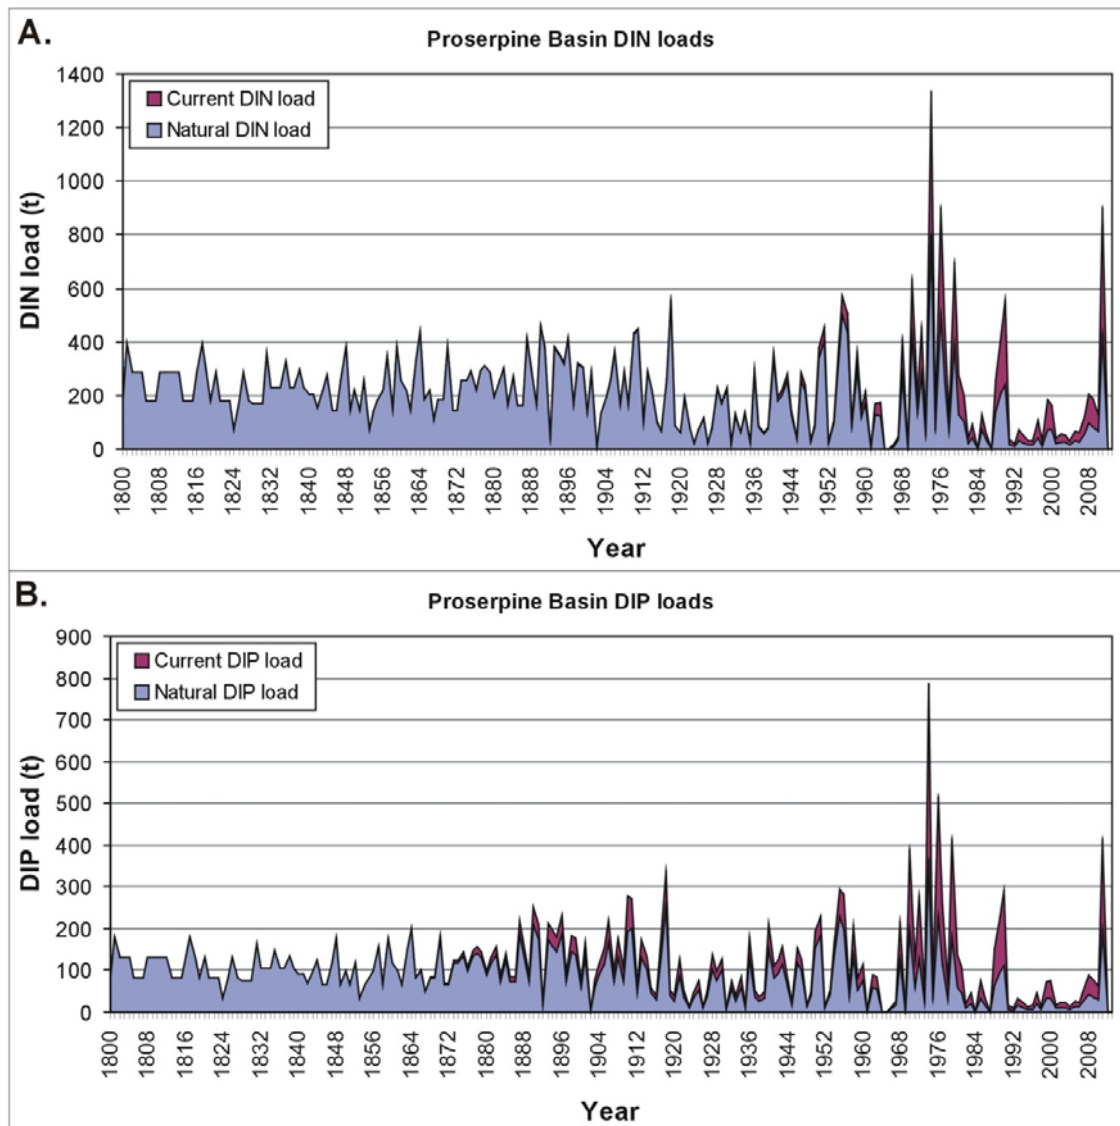 A.
Proserpine Basin DIN loads
1400
1200
1000
800
600
400
200
0
DIN load (t)
Current DIN load
Natural DIN load
1800 1808 1816 1824 1832 1840 1848 1856 1864 1872 1880 1888 1896 1904 1912 1920 1928 1936 1944 1952 1960 1968 1976 1984 1992 2000 2008
Year
B.
Proserpine Basin DIP loads
900
800
700
600
500
400
300
200
100
0
DIP load (t)
Current DIP load
Natural DIP load
1800 1808 1816 1824 1832 1840 1848 1856 1864 1872 1880 1888 1896 1904 1912 1920 1928 1936 1944 1952 1960 1968 1976 1984 1992 2000 2008
Year